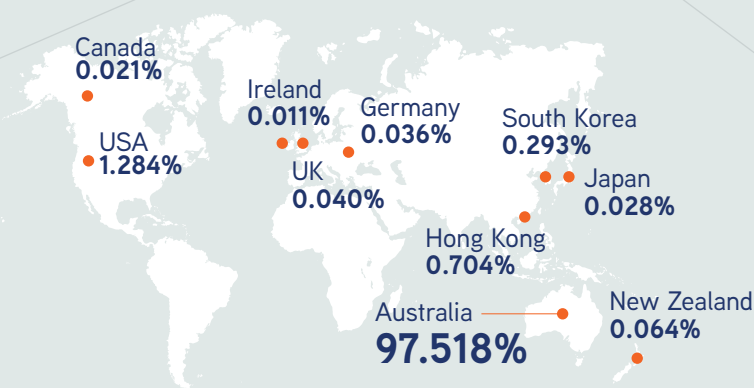 Canada
0.021%
USA
1.284%
Ireland
0.011%
UK
0.040%
Germany
0.036%
South Korea
0.293%
Japan
0.028%
Hong Kong
0.704%
Australia
97.518%
New Zealand
0.064%